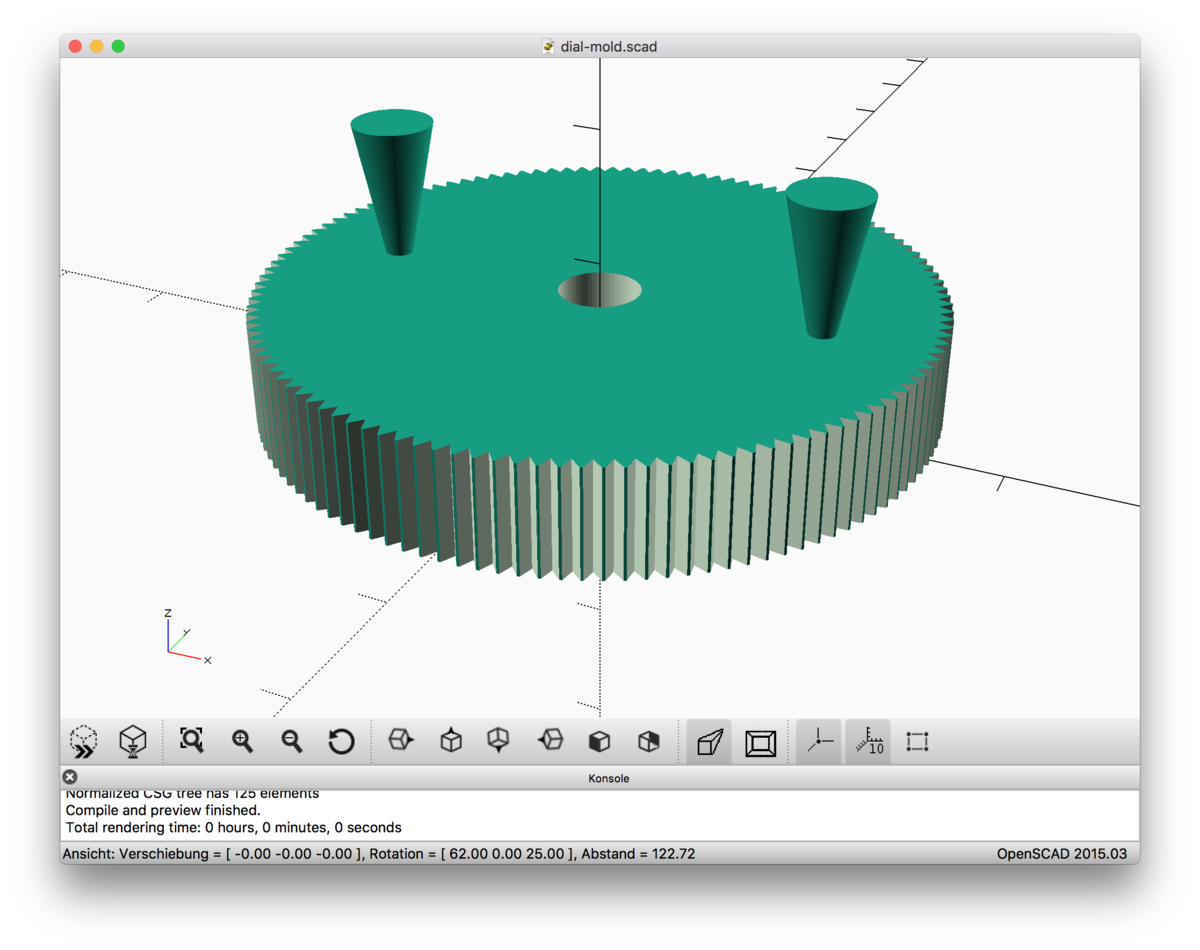 dial-mold.scad
Z
Y
X
10
Konsole
Normalized CSG tree has 125 elements
Compile and preview finished.
Total rendering time: 0 hours, 0 minutes, 0 seconds
Ansicht: Verschiebung = [ -0.00 -0.00 -0.00 ], Rotation = [ 62.00 0.00 25.00 ], Abstand = 122.72
OpenSCAD 2015.03